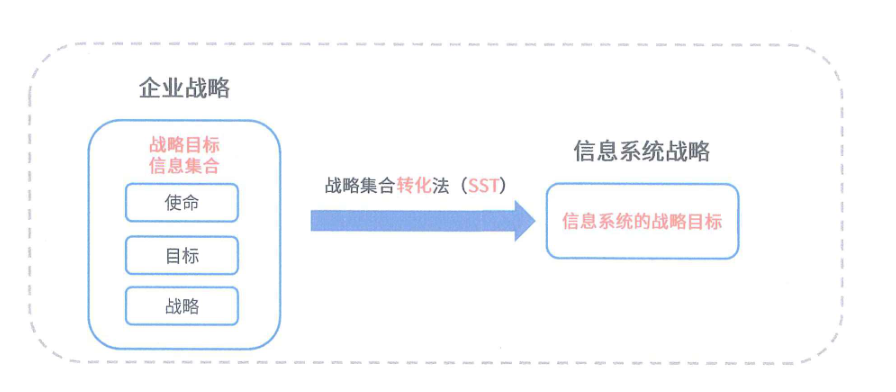 企业战略
战略目标
信息集合
使命
目标
战略
战略集合转化法（SST）
信息系统战略
信息系统的战略目标